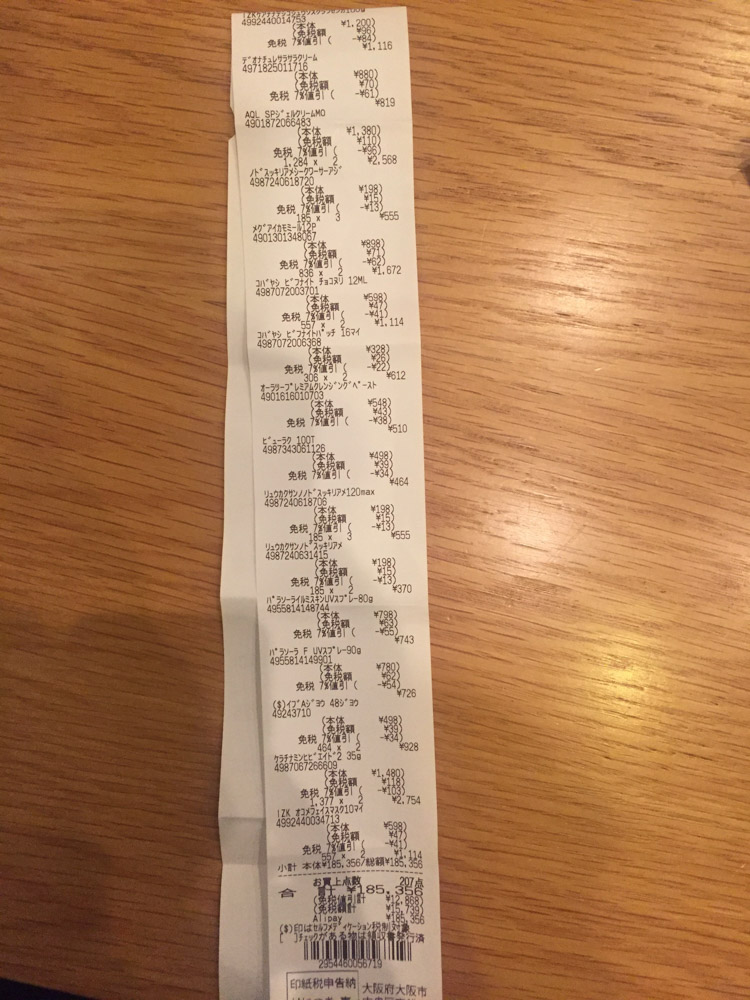 4992440014753
(本体 ¥1,200)
(免税額 ¥96)
免税 7%値引( -¥84)
¥1,116
デオナチュレサラサラクリーム
4971825011716
(本体 ¥880)
(免税額 ¥70)
免税 7%値引( -¥61)
¥819
AQL SPジェルクリームMO
4901872066483
(本体 ¥1,380)
(免税額 ¥110)
免税 7%値引( -¥96)
1,284 x 2 ¥2,568
ノドスッキリアメシークワーサーアジ
4987240618720
(本体 ¥198)
(免税額 ¥15)
免税 7%値引( -¥13)
185 x 3 ¥555
メグアイカモミール12P
4901301348067
(本体 ¥898)
(免税額 ¥71)
免税 7%値引( -¥62)
836 x 2 ¥1,672
コバヤシ ビフナイト チョコヌリ 12ML
4987072003701
(本体 ¥598)
(免税額 ¥47)
免税 7%値引( -¥41)
557 x 2 ¥1,114
コバヤシ ビフナイトパッチ 16マイ
4987072006368
(本体 ¥328)
(免税額 ¥26)
免税 7%値引( -¥22)
306 x 2 ¥612
オーラツープレミアムクレンジングペースト
4901616010703
(本体 ¥548)
(免税額 ¥43)
免税 7%値引( -¥38)
¥510
ビューラク 100T
4987343061126
(本体 ¥498)
(免税額 ¥39)
免税 7%値引( -¥34)
¥464
リュウカクサンノノドスッキリアメ120max
4987240618706
(本体 ¥198)
(免税額 ¥15)
免税 7%値引( -¥13)
185 x 3 ¥555
リュウカクサンノドスッキリアメ
4987240631415
(本体 ¥198)
(免税額 ¥15)
免税 7%値引( -¥13)
185 x 2 ¥370
パラソーライルミスキンUVスプレー80g
4955814148744
(本体 ¥798)
(免税額 ¥63)
免税 7%値引( -¥55)
¥743
パラソーラ F UVスプレー90g
4955814149901
(本体 ¥780)
(免税額 ¥62)
免税 7%値引( -¥54)
¥726
($)イブAジョウ 48ジョウ
49243710
(本体 ¥498)
(免税額 ¥39)
免税 7%値引( -¥34)
464 x 2 ¥928
ケラチナミンヒビエイド2 35g
4987067266609
(本体 ¥1,480)
(免税額 ¥118)
免税 7%値引( -¥103)
1,377 x 2 ¥2,754
IZK オコメフェイスマスク10マイ
4992440034713
(本体 ¥598)
(免税額 ¥47)
免税 7%値引( -¥41)
557 x 2 ¥1,114
小計 本体¥185,356/総額¥185,356
お買上点数 207点
合 計 ¥185,356
(免税値引計 ¥12,868)
(免税額計
Alipay ¥185,356
($)印はセルフメディケーション税制対象
[ ]チェックがある物は領収書発行済
2954460056719
印紙税申告納
大阪府大阪市